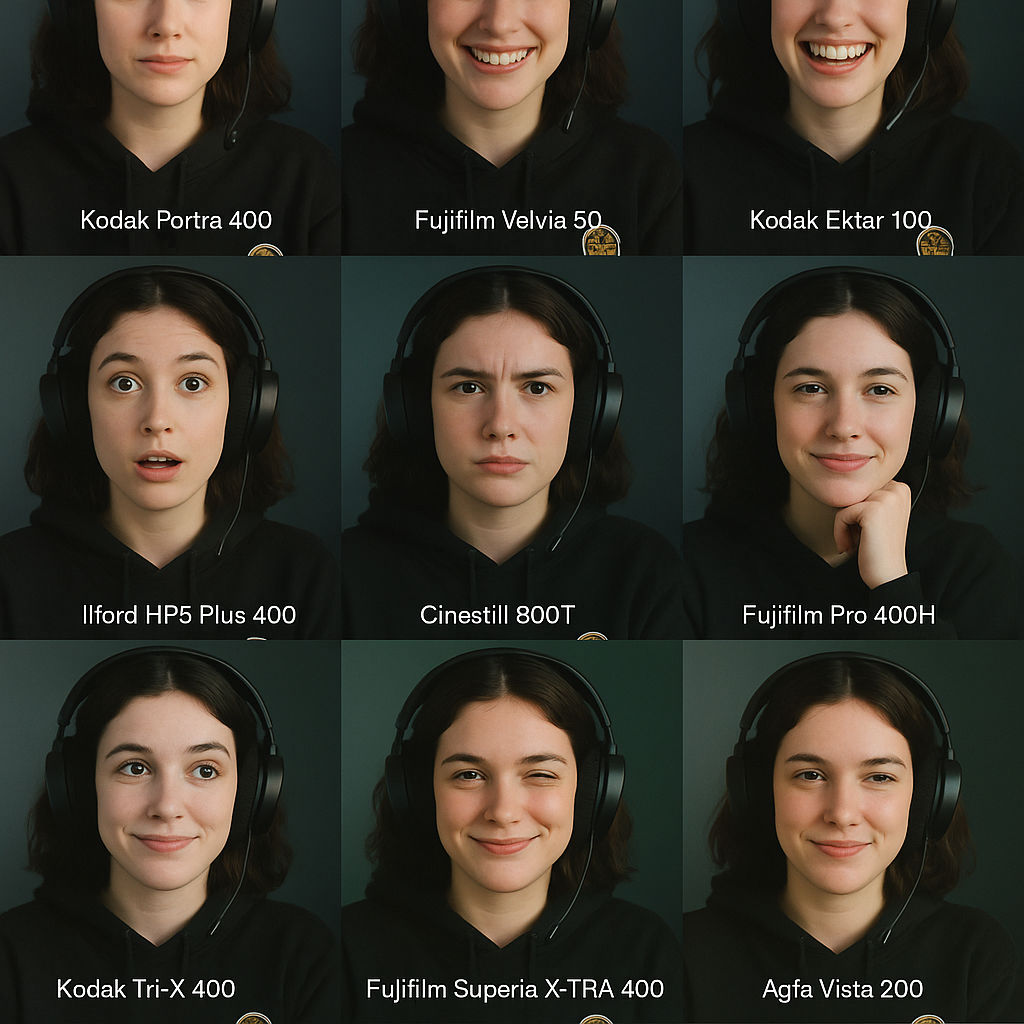 Kodak Portra 400
Fujifilm Velvia 50
Kodak Ektar 100
Ilford HP5 Plus 400
Cinestill 800T
Fujifilm Pro 400H
Kodak Tri-X 400
Fujifilm Superia X-TRA 400
Agfa Vista 200